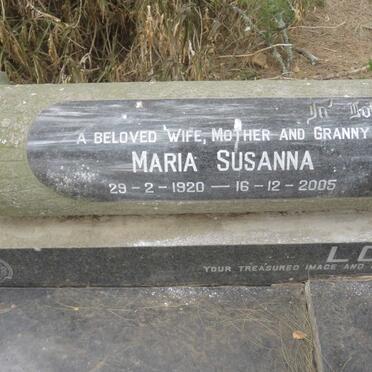 A BELOVED WIFE, MOTHER AND GRANNY
MARIA SUSANNA
29-2-1920 — 16-12-2005
YOUR TREASURED IMAGE AND